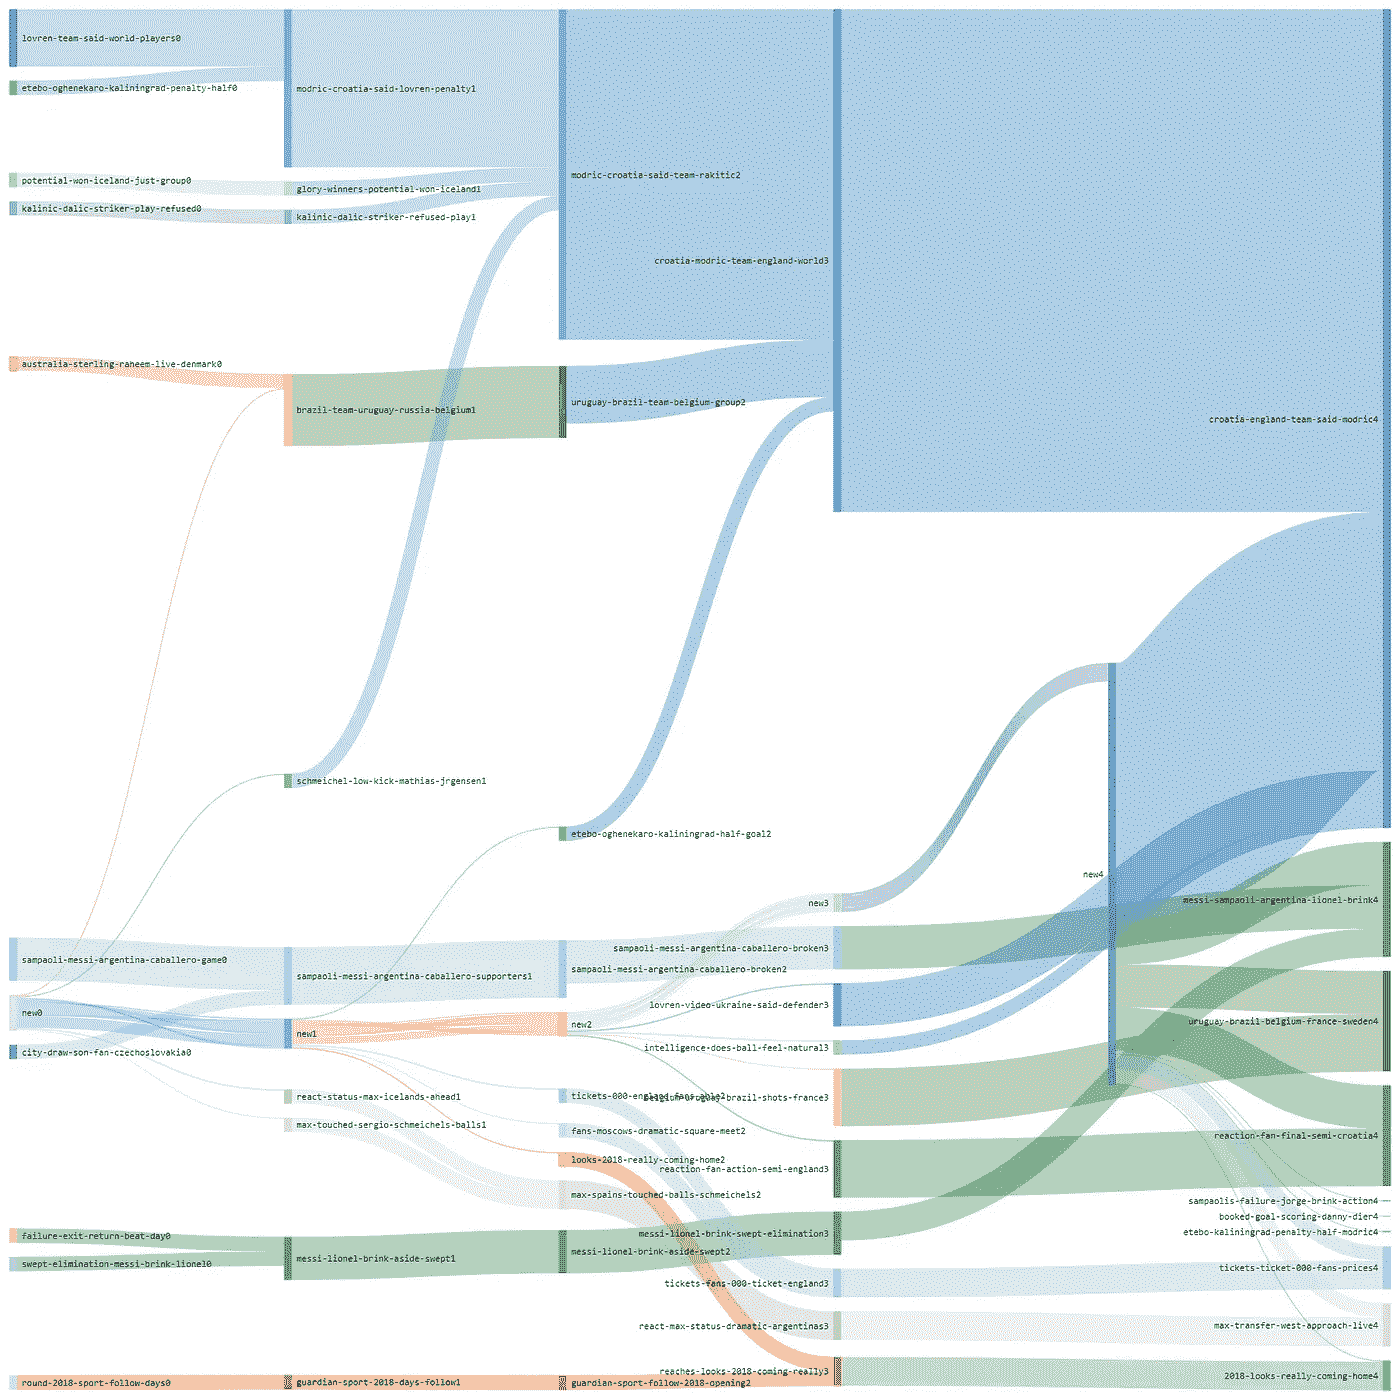 lovren-team-said-world-players0
etebo-oghenekaro-kaliningrad-penalty-half0
potential-won-iceland-just-group0
kalinic-dalic-striker-play-refused0
australia-sterling-raheem-live-denmark0
sampaoli-messi-argentina-caballero-game0
new0
city-draw-son-fan-czechoslovakia0
failure-exit-return-beat-day0
swept-elimination-messi-brink-lionel0
round-2018-sport-follow-days0
modric-croatia-said-lovren-penalty1
glory-winners-potential-won-iceland1
kalinic-dalic-striker-refused-play1
brazil-team-uruguay-russia-belgium1
schmeichel-low-kick-mathias-jrgensen1
sampaoli-messi-argentina-caballero-supporters1
new1
react-status-max-icelands-ahead1
max-touched-sergio-schmeichels-balls1
messi-lionel-brink-aside-swept1
guardian-sport-2018-days-follow1
modric-croatia-said-team-rakitic2
uruguay-brazil-team-belgium-group2
etebo-oghenekaro-kaliningrad-half-goal2
sampaoli-messi-argentina-caballero-broken2
new2
tickets-000-england-fans-able2
fans-moscows-dramatic-square-meet2
looks-2018-really-coming-home2
max-spains-touched-balls-schmeichels2
messi-lionel-brink-aside-swept2
guardian-sport-follow-2018-opening2
croatia-modric-team-england-world3
new3
sampaoli-messi-argentina-caballero-broken3
lovren-video-ukraine-said-defender3
intelligence-does-ball-feel-natural3
belgium-uruguay-brazil-shots-france3
reaction-fan-action-semi-england3
messi-lionel-brink-swept-elimination3
tickets-fans-000-ticket-england3
react-max-status-dramatic-argentinas3
reaches-looks-2018-coming-really3
new4
croatia-england-team-said-modric4
messi-sampaoli-argentina-lionel-brink4
uruguay-brazil-belgium-france-sweden4
reaction-fan-final-semi-croatia4
sampaolis-failure-jorge-brink-action4
booked-goal-scoring-danny-dier4
etebo-kaliningrad-penalty-half-modric4
tickets-ticket-000-fans-prices4
max-transfer-west-approach-live4
2018-looks-really-coming-home4